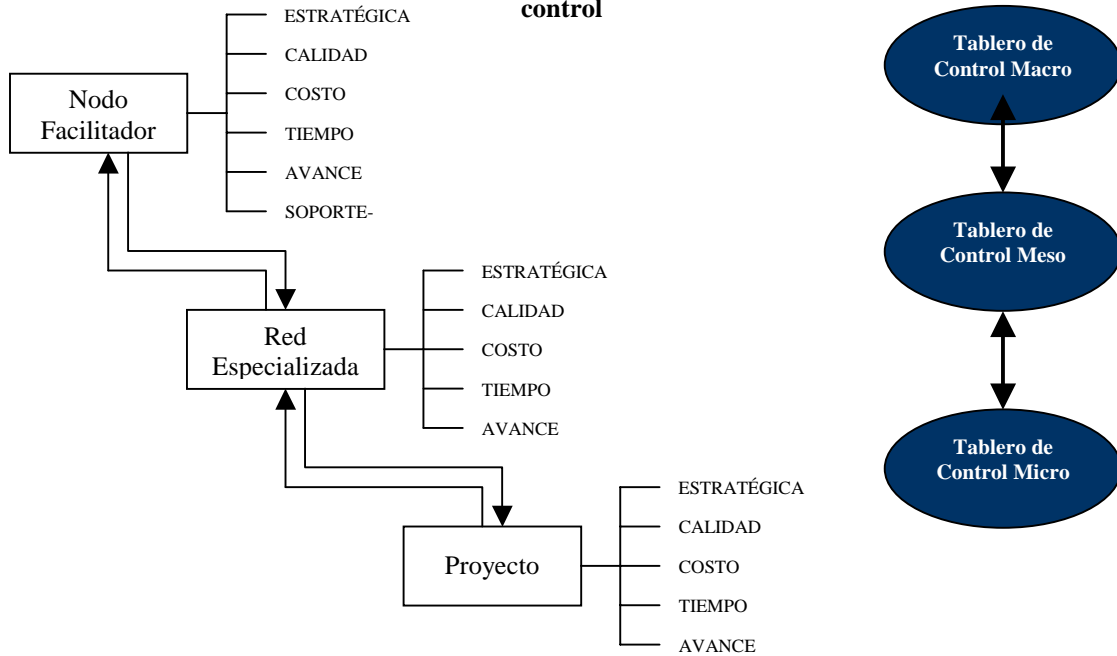 control
ESTRATÉGICA
CALIDAD
COSTO
TIEMPO
AVANCE
SOPORTE-
Nodo
Facilitador
Tablero de
Control Macro
Tablero de
Control Meso
ESTRATÉGICA
CALIDAD
COSTO
TIEMPO
AVANCE
Red
Especializada
Tablero de
Control Micro
ESTRATÉGICA
CALIDAD
COSTO
TIEMPO
AVANCE
Proyecto